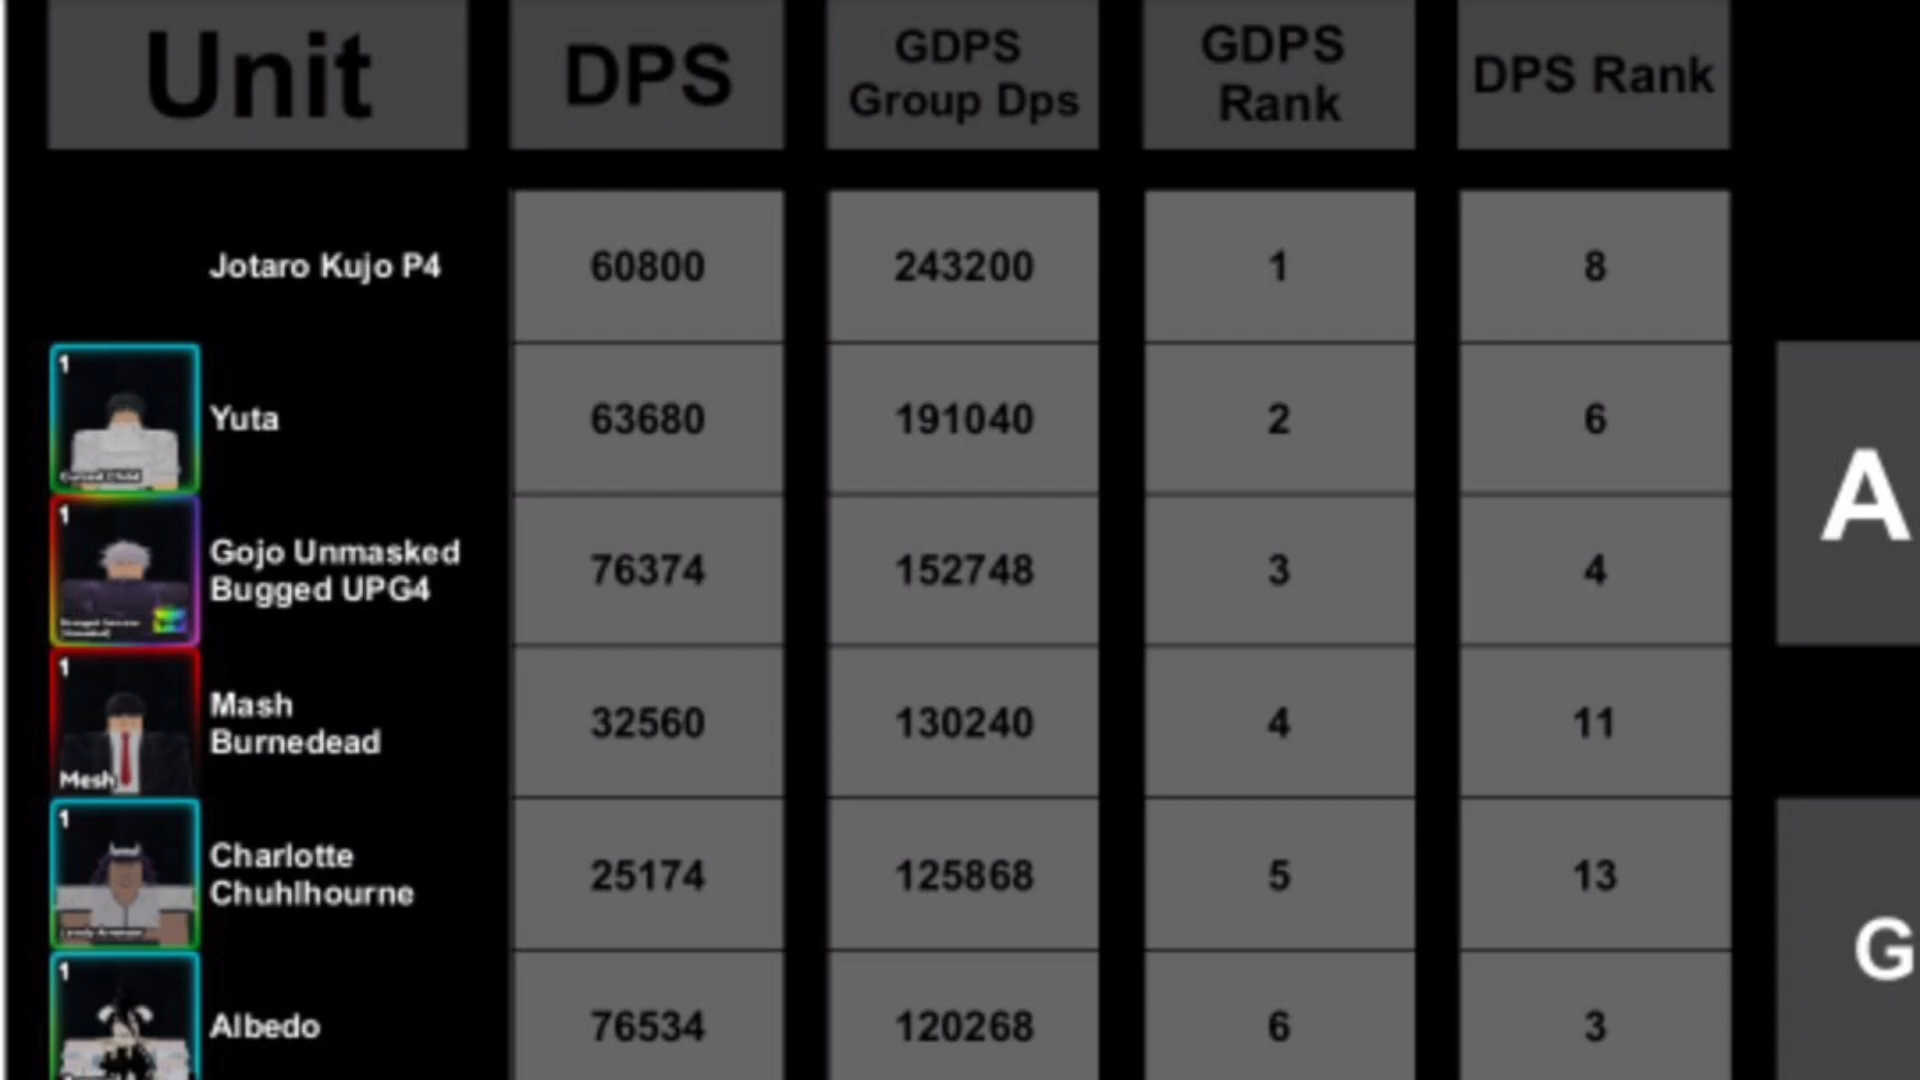 Unit
DPS
GDPS
Group Dps
GDPS
Rank
DPS Rank
Jotaro Kujo P4
60800
243200
1
8
1
Yuta
63680
191040
2
6
A
1
Gojo Unmasked
Bugged UPG4
76374
152748
3
4
1
Mash
Burnedead
Mesh
32560
130240
4
11
1
Charlotte
Chuhlhourne
25174
125868
5
13
G
1
Albedo
76534
120268
6
3